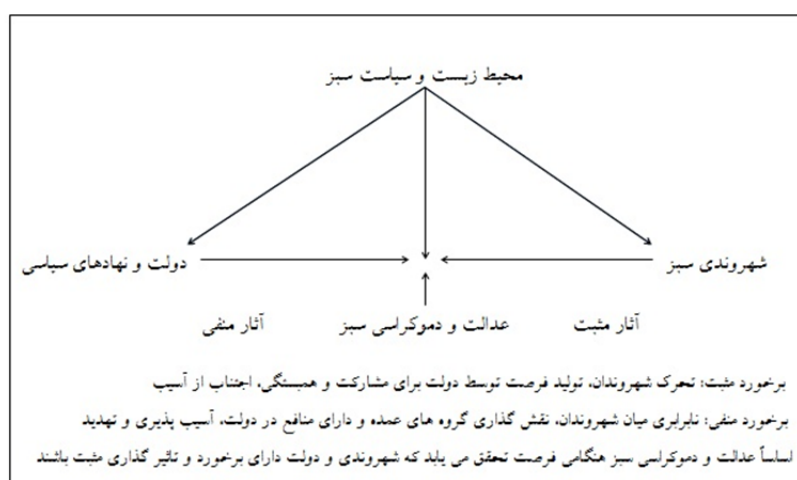 محیط زیست و سیاست سبز
شهروندی سبز
دولت و نهادهای سیاسی
آثار مثبت
عدالت و دموکراسی سبز
آثار منفی
برخورد مثبت: تحرک شهروندان، تولید فرصت توسط دولت برای مشارکت و همبستگی، اجتناب از آسیب
برخورد منفی: نابرابری میان شهروندان، نقش گذاری گروه های عمده و دارای منافع در دولت، آسیب پذیری و تهدید
اساساً عدالت و دموکراسی سبز هنگامی فرصت تحقق می یابد که شهروندی و دولت دارای برخورد و تاثیر گذاری مثبت باشند